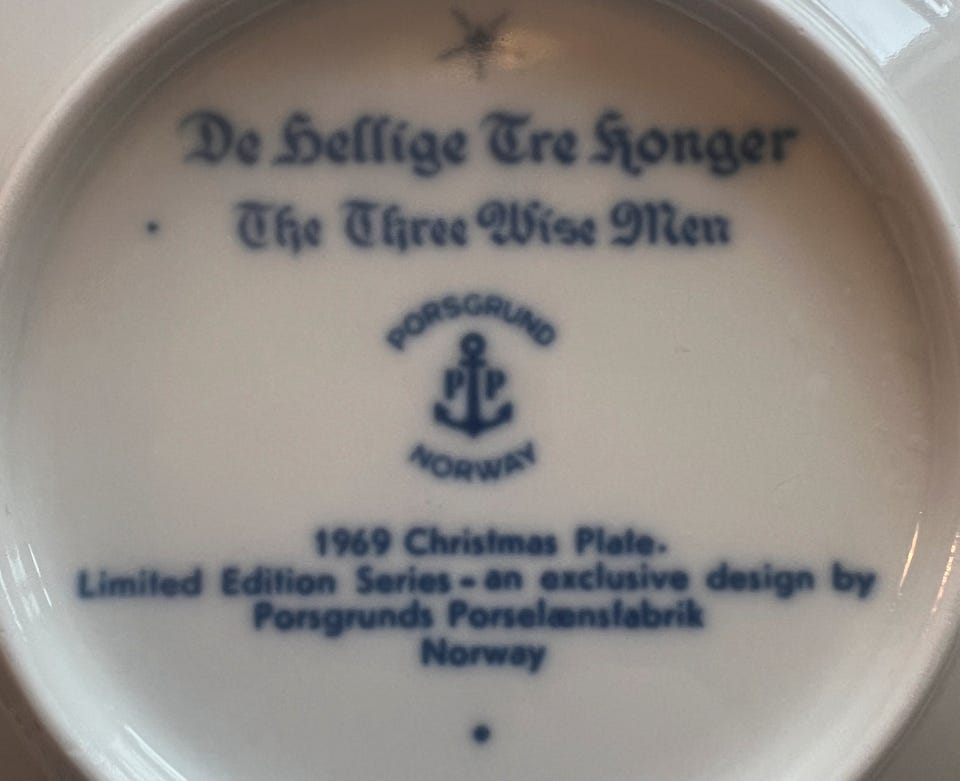 De Hellige Tre Konger
The Three Wise Men
PORSGRUND
P P
NORWAY
1969 Christmas Plate.
Limited Edition Series - an exclusive design by
Porsgrunds Porselænsfabrik
Norway